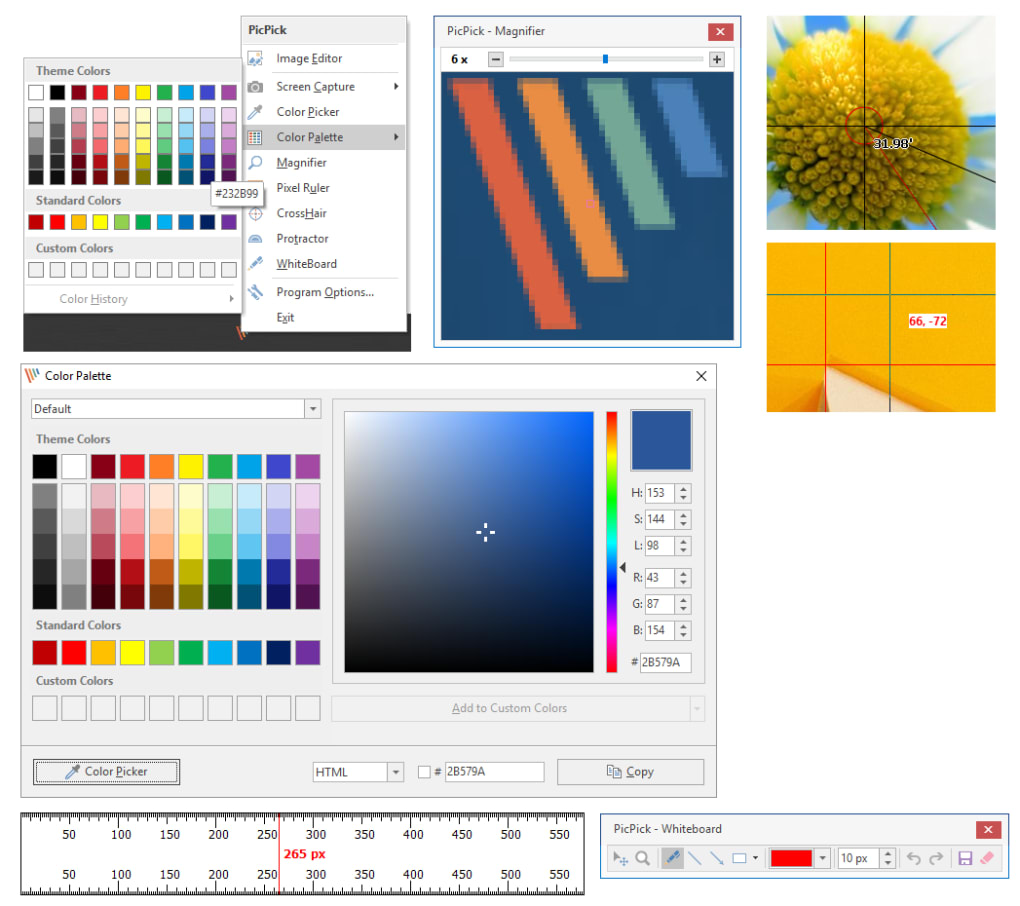 PicPick
Image Editor
Screen Capture
Color Picker
Color Palette
Magnifier
Pixel Ruler
CrossHair
Protractor
WhiteBoard
Program Options...
Exit
Theme Colors
#232B99
Standard Colors
Custom Colors
Color History
PicPick - Magnifier
6 x
31.98'
66, -72
Color Palette
Default
Theme Colors
Standard Colors
Custom Colors
H: 153
S: 144
L: 98
R: 43
G: 87
B: 154
# 2B579A
Add to Custom Colors
Color Picker
HTML
# 2B579A
Copy
50 100 150 200 250 300 350 400 450 500 550
265 px
50 100 150 200 250 300 350 400 450 500 550
PicPick - Whiteboard
10 px